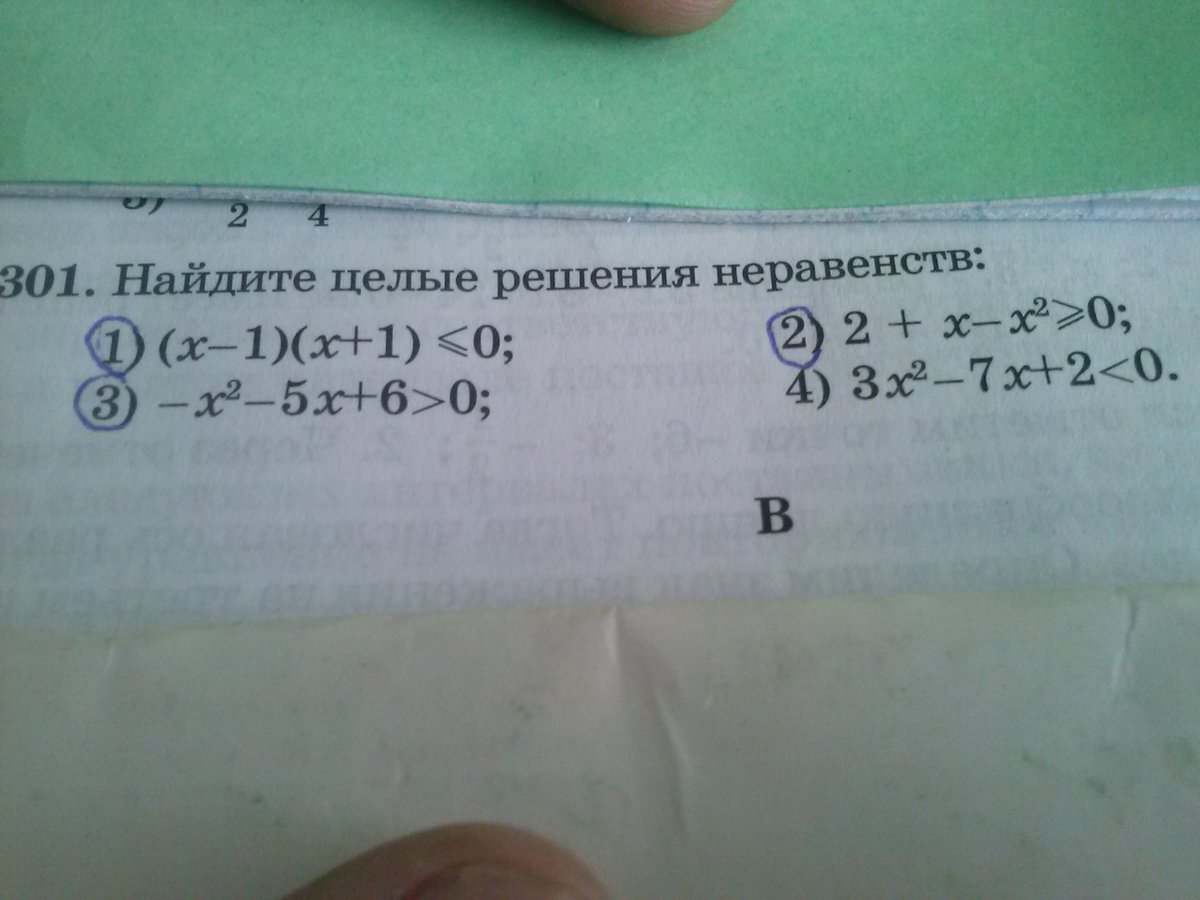 2 4
301. Найдите целые решения неравенств:
1) (x−1)(x+1) ⩽0; 2) 2 + x−x²⩾0;
3) −x²−5x+6>0; 4) 3x²−7x+2<0.
В